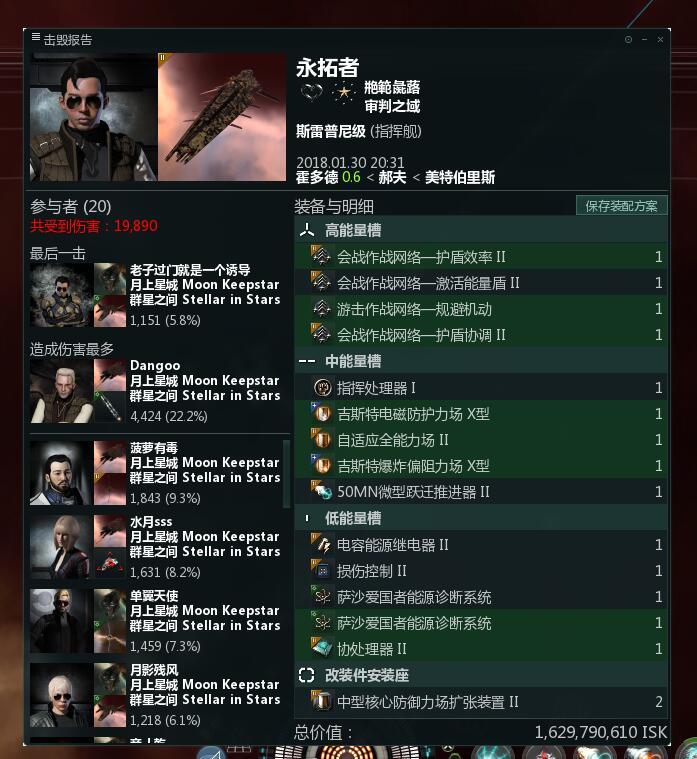 击毁报告
永拓者
艳範毚蕗
审判之域
斯雷普尼级 (指挥舰)
2018.01.30 20:31
霍多德 0.6 < 郝夫 < 美特伯里斯
参与者 (20)
共受到伤害：19,890
最后一击
老子过门就是一个诱导
月上星城 Moon Keepstar
群星之间 Stellar in Stars
1,151 (5.8%)
造成伤害最多
Dangoo
月上星城 Moon Keepstar
群星之间 Stellar in Stars
4,424 (22.2%)
菠萝有毒
月上星城 Moon Keepstar
群星之间 Stellar in Stars
1,843 (9.3%)
水月sss
月上星城 Moon Keepstar
群星之间 Stellar in Stars
1,631 (8.2%)
单翼天使
月上星城 Moon Keepstar
群星之间 Stellar in Stars
1,459 (7.3%)
月影残风
月上星城 Moon Keepstar
群星之间 Stellar in Stars
1,218 (6.1%)
装备与明细
保存装配方案
高能量槽
会战作战网络—护盾效率 II 1
会战作战网络—激活能量盾 II 1
游击作战网络—规避机动 1
会战作战网络—护盾协调 II 1
中能量槽
指挥处理器 I 1
吉斯特电磁防护力场 X型 1
自适应全能力场 II 1
吉斯特爆炸偏阻力场 X型 1
50MN微型跃迁推进器 II 1
低能量槽
电容能源继电器 II 1
损伤控制 II 1
萨沙爱国者能源诊断系统 1
萨沙爱国者能源诊断系统 1
协处理器 II 1
改装件安装座
中型核心防御力场扩张装置 II 2
总价值： 1,629,790,610 ISK